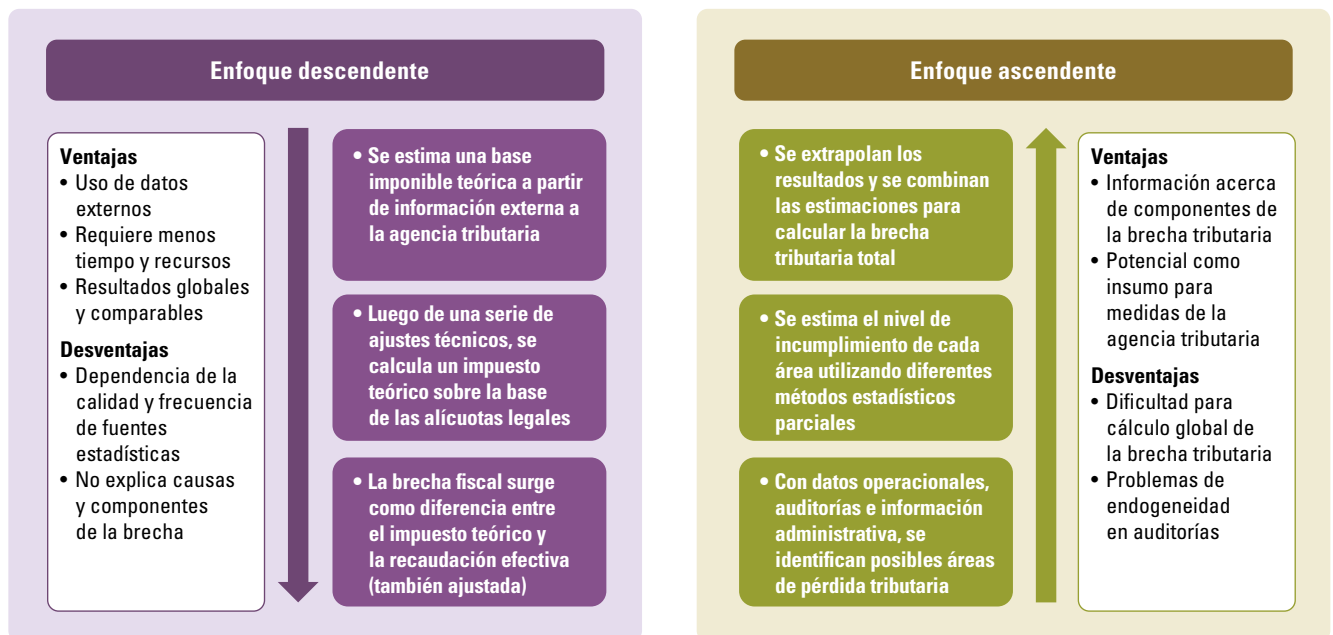 Enfoque descendente
Ventajas
• Uso de datos
externos
• Requiere menos
tiempo y recursos
• Resultados globales
y comparables
Desventajas
• Dependencia de la
calidad y frecuencia
de fuentes
estadísticas
• No explica causas
y componentes
de la brecha
• Se estima una base
imponible teórica a partir
de información externa a
la agencia tributaria
• Luego de una serie de
ajustes técnicos, se
calcula un impuesto
teórico sobre la base
de las alícuotas legales
• La brecha fiscal surge
como diferencia entre
el impuesto teórico y
la recaudación efectiva
(también ajustada)
Enfoque ascendente
• Se extrapolan los
resultados y se combinan
las estimaciones para
calcular la brecha
tributaria total
• Se estima el nivel de
incumplimiento de cada
área utilizando diferentes
métodos estadísticos
parciales
• Con datos operacionales,
auditorías e información
administrativa, se
identifican posibles áreas
de pérdida tributaria
Ventajas
• Información acerca
de componentes de
la brecha tributaria
• Potencial como
insumo para
medidas de la
agencia tributaria
Desventajas
• Dificultad para
cálculo global de
la brecha tributaria
• Problemas de
endogeneidad
en auditorías